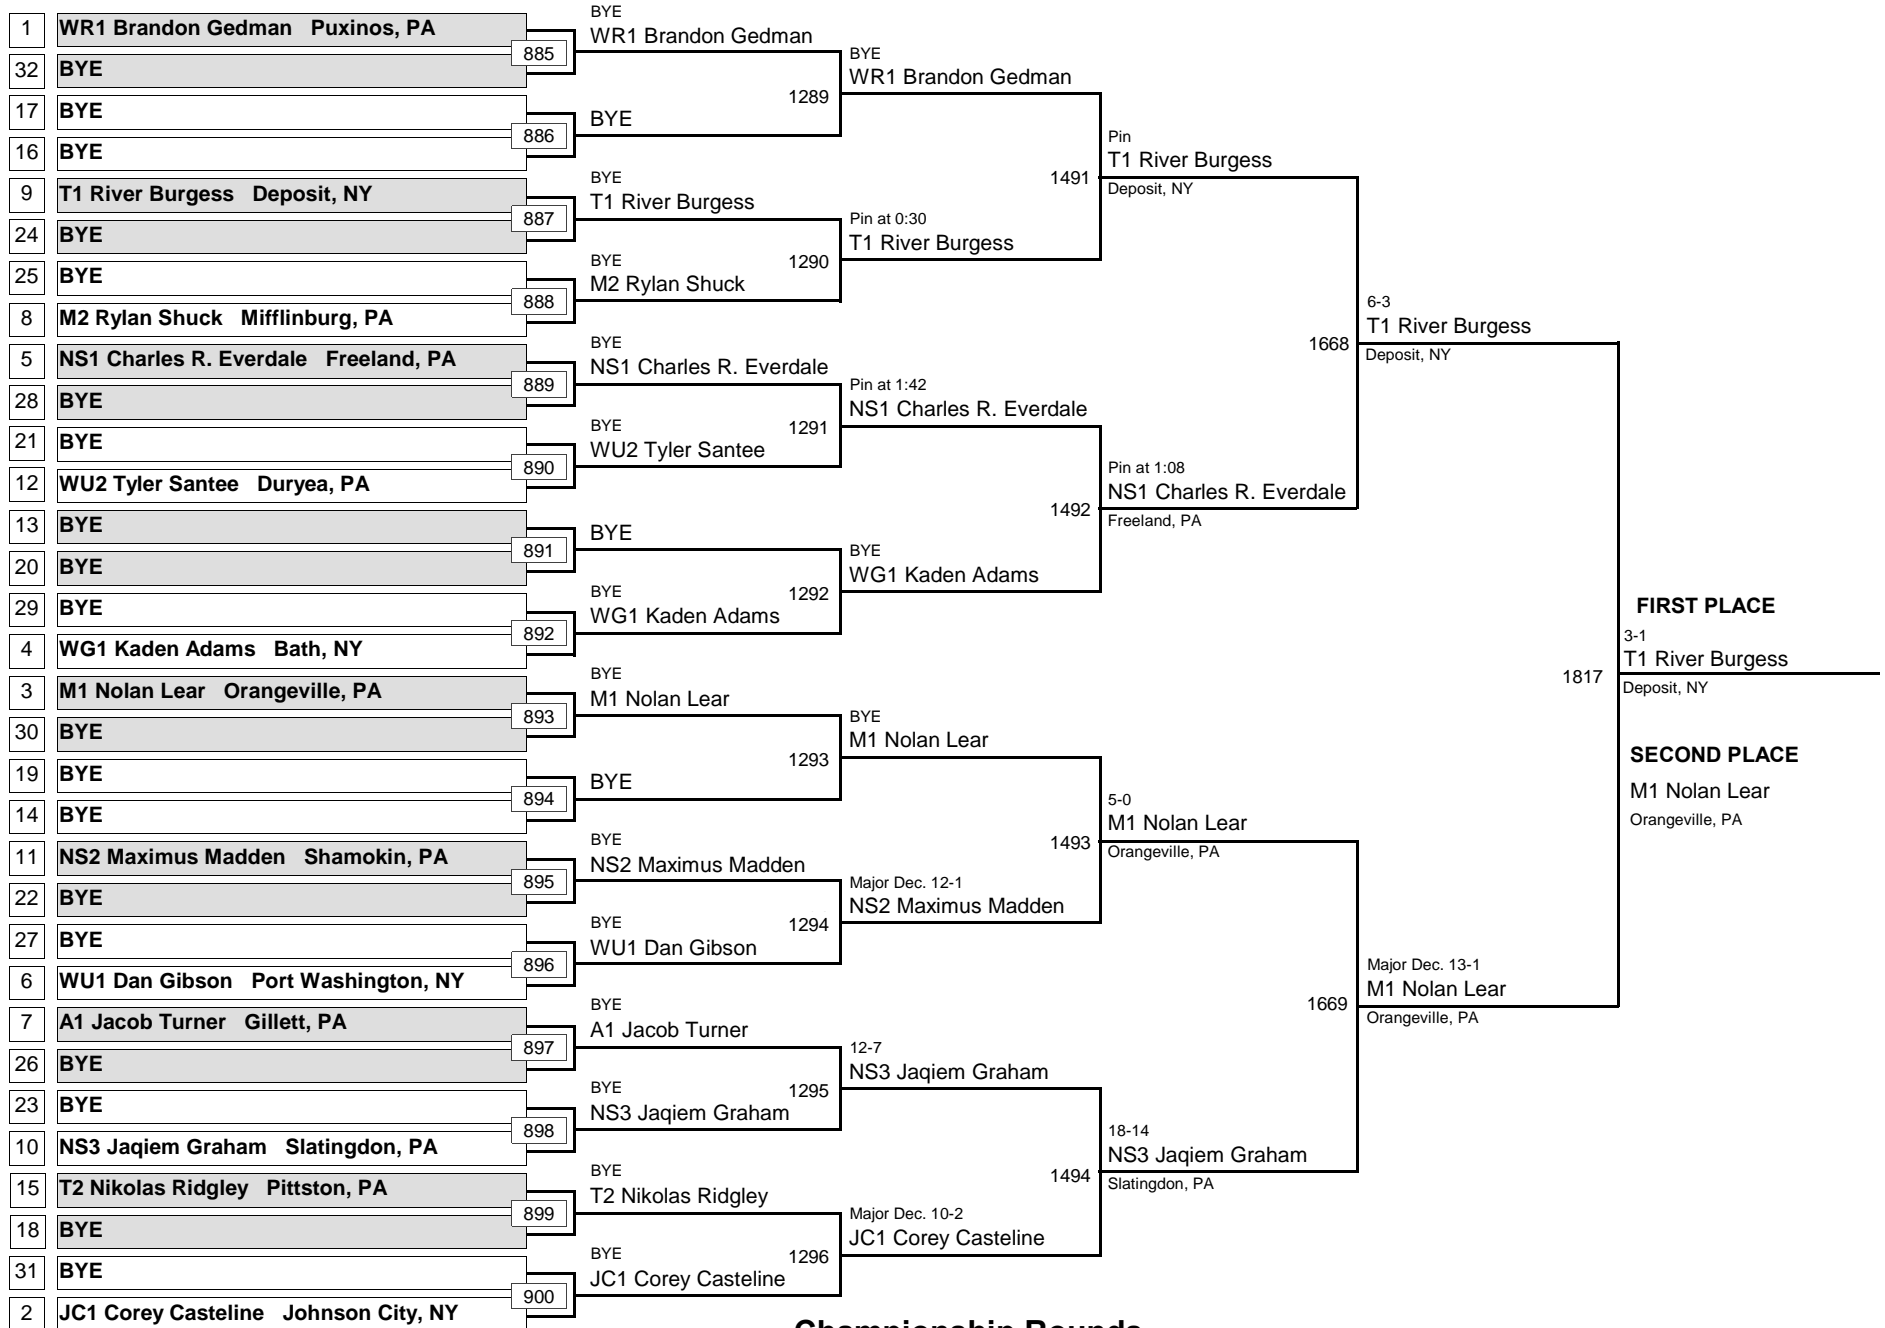 1 WR1 Brandon Gedman Puxinos, PA
32 BYE
17 BYE
16 BYE
9 T1 River Burgess Deposit, NY
24 BYE
25 BYE
8 M2 Rylan Shuck Mifflinburg, PA
5 NS1 Charles R. Everdale Freeland, PA
28 BYE
21 BYE
12 WU2 Tyler Santee Duryea, PA
13 BYE
20 BYE
29 BYE
4 WG1 Kaden Adams Bath, NY
3 M1 Nolan Lear Orangeville, PA
30 BYE
19 BYE
14 BYE
11 NS2 Maximus Madden Shamokin, PA
22 BYE
27 BYE
6 WU1 Dan Gibson Port Washington, NY
7 A1 Jacob Turner Gillett, PA
26 BYE
23 BYE
10 NS3 Jaqiem Graham Slatingdon, PA
15 T2 Nikolas Ridgley Pittston, PA
18 BYE
31 BYE
2 JC1 Corey Casteline Johnson City, NY
885
886
887
888
889
890
891
892
893
894
895
896
897
898
899
900
BYE
WR1 Brandon Gedman
BYE
BYE
T1 River Burgess
BYE
M2 Rylan Shuck
BYE
NS1 Charles R. Everdale
BYE
WU2 Tyler Santee
BYE
BYE
WG1 Kaden Adams
BYE
M1 Nolan Lear
BYE
BYE
NS2 Maximus Madden
BYE
WU1 Dan Gibson
BYE
A1 Jacob Turner
BYE
NS3 Jaqiem Graham
BYE
T2 Nikolas Ridgley
BYE
JC1 Corey Casteline
1289
1290
1291
1292
1293
1294
1295
1296
BYE
WR1 Brandon Gedman
Pin at 0:30
T1 River Burgess
Pin at 1:42
NS1 Charles R. Everdale
BYE
WG1 Kaden Adams
BYE
M1 Nolan Lear
Major Dec. 12-1
NS2 Maximus Madden
12-7
NS3 Jaqiem Graham
Major Dec. 10-2
JC1 Corey Casteline
1491
1492
1493
1494
Pin
T1 River Burgess
Deposit, NY
Pin at 1:08
NS1 Charles R. Everdale
Freeland, PA
5-0
M1 Nolan Lear
Orangeville, PA
18-14
NS3 Jaqiem Graham
Slatingdon, PA
1668
1669
6-3
T1 River Burgess
Deposit, NY
Major Dec. 13-1
M1 Nolan Lear
Orangeville, PA
1817
FIRST PLACE
3-1
T1 River Burgess
Deposit, NY
SECOND PLACE
M1 Nolan Lear
Orangeville, PA
Championship Rounds